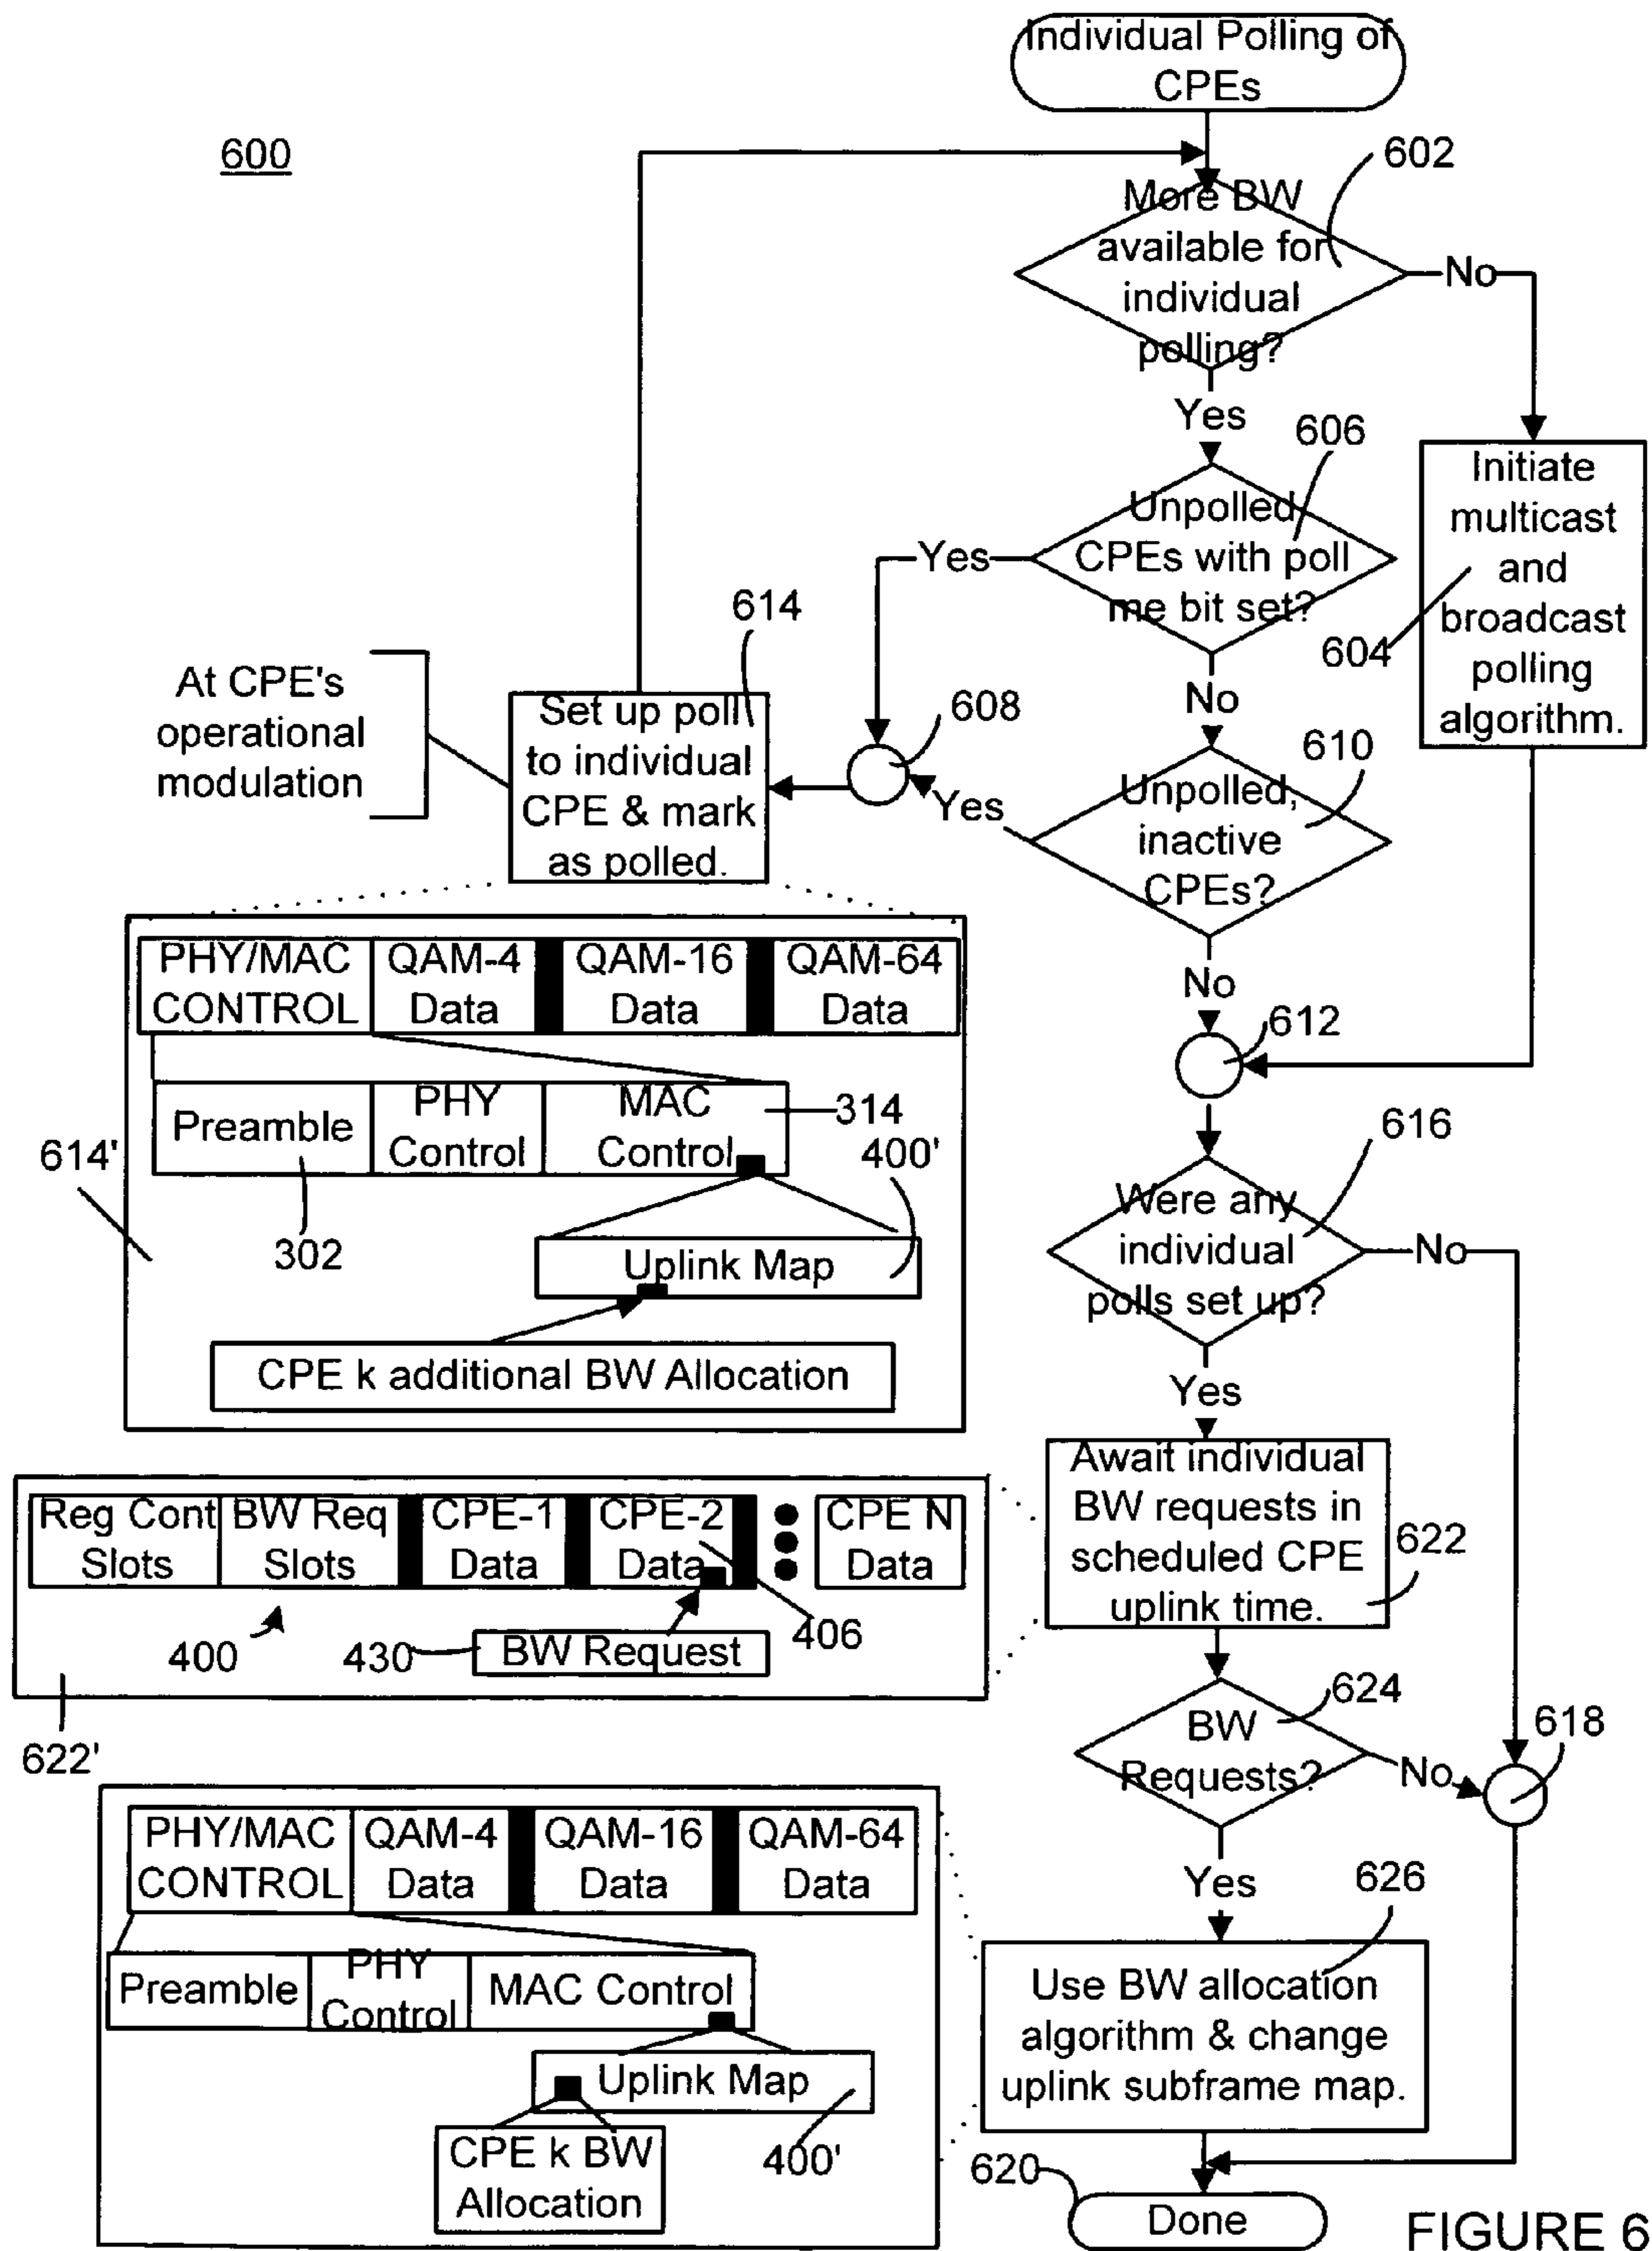 Individual Polling of
CPEs
600
602
More BW
available for
individual
polling?
No
Yes
606
Unpolled
CPEs with poll
me bit set?
Yes
No
Initiate
multicast
and
broadcast
polling
algorithm.
604
614
At CPE's
operational
modulation
Set up poll
to individual
CPE & mark
as polled.
608
610
Unpolled,
inactive
CPEs?
Yes
No
612
PHY/MAC
CONTROL
QAM-4
Data
QAM-16
Data
QAM-64
Data
Preamble
PHY
Control
MAC
Control
314
400'
614'
302
Uplink Map
CPE k additional BW Allocation
616
Were any
individual
polls set up?
No
Yes
Await individual
BW requests in
scheduled CPE
uplink time.
622
Reg Cont
Slots
BW Req
Slots
CPE-1
Data
CPE-2
Data
CPE N
Data
400
430
BW Request
406
622'
624
BW
Requests?
No
618
Yes
626
PHY/MAC
CONTROL
QAM-4
Data
QAM-16
Data
QAM-64
Data
Preamble
PHY
Control
MAC Control
Uplink Map
CPE k BW
Allocation
400'
Use BW allocation
algorithm & change
uplink subframe map.
620
Done
FIGURE 6